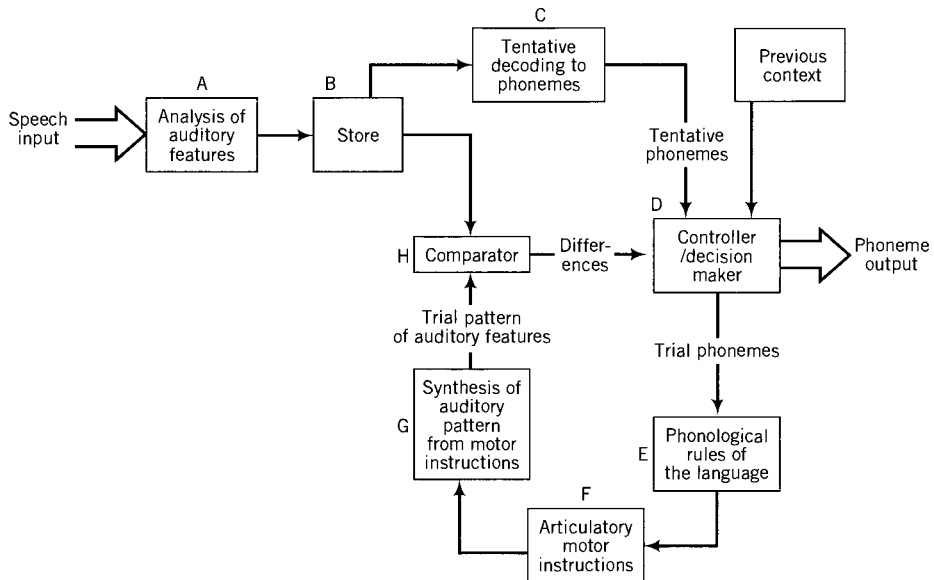 C
Tentative
decoding to
phonemes
Previous
context
A
B
Speech
input
Analysis of
auditory
features
Store
Tentative
phonemes
D
H
Comparator
Differ-
ences
Controller
/decision
maker
Phoneme
output
Trial pattern
of auditory features
Trial phonemes
G
Synthesis of
auditory
pattern
from motor
instructions
E
Phonological
rules of
the language
F
Articulatory
motor
instructions